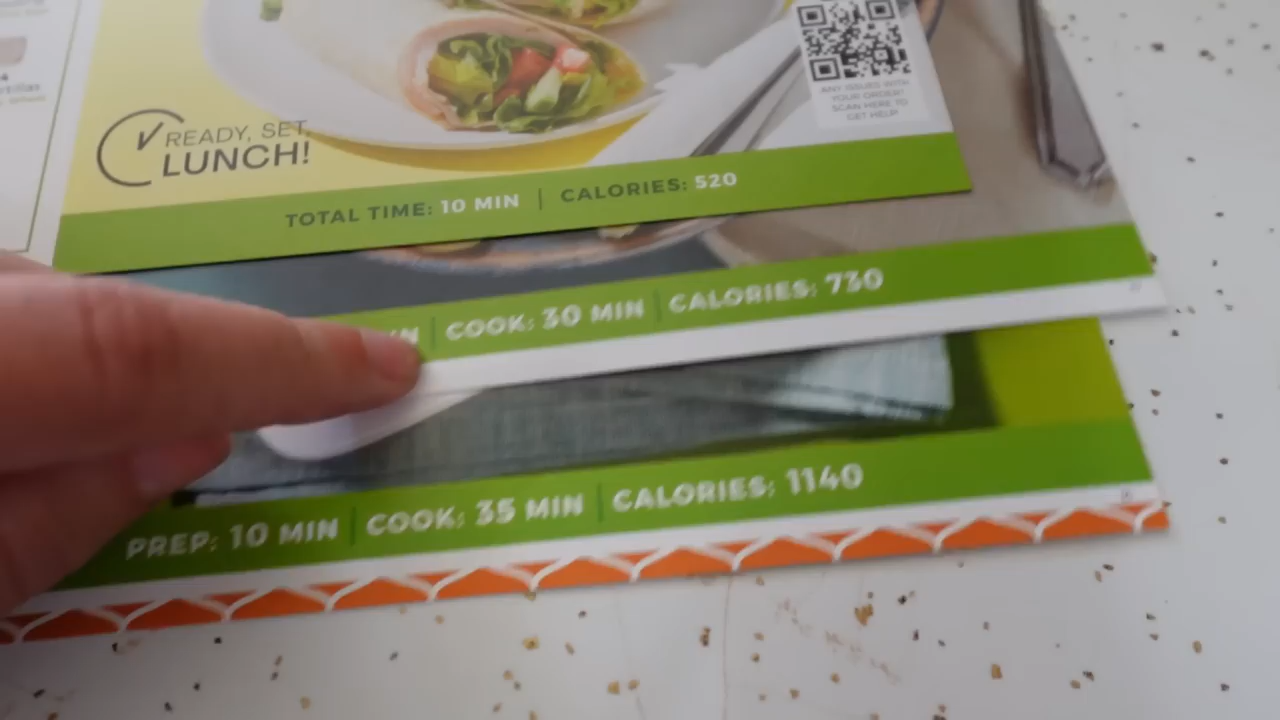 READY, SET,
LUNCH!
ANY ISSUES WITH
YOUR ORDER?
SCAN HERE TO
GET HELP
TOTAL TIME: 10 MIN | CALORIES: 520
COOK: 30 MIN | CALORIES: 730
PREP: 10 MIN | COOK: 35 MIN | CALORIES: 1140